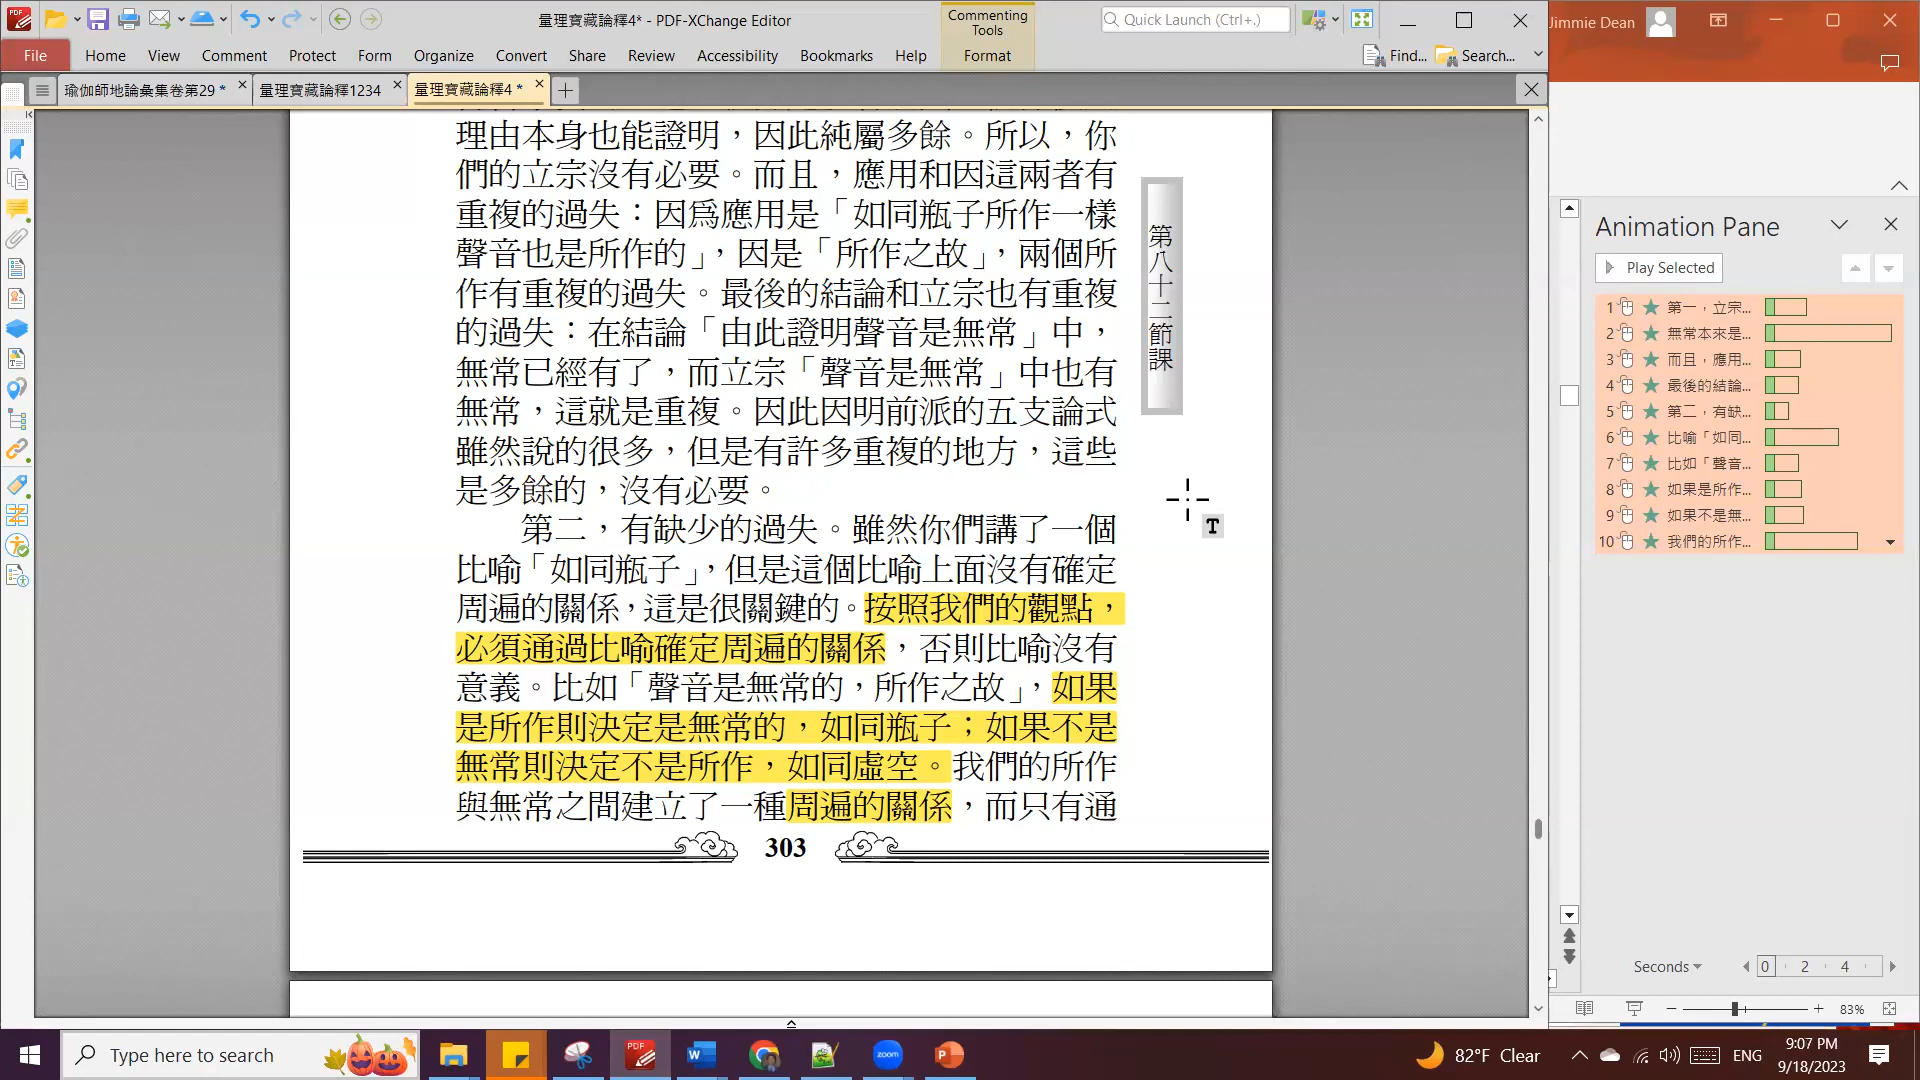 量理寶藏論釋4* - PDF-XChange Editor
Commenting Tools
Quick Launch (Ctrl+.)
Jimmie Dean
File Home View Comment Protect Form Organize Convert Share Review Accessibility Bookmarks Help Format Find... Search...
瑜伽師地論彙集卷第29 * 量理寶藏論釋1234 量理寶藏論釋4 *
理由本身也能證明，因此純屬多餘。所以，你
們的立宗沒有必要。而且，應用和因這兩者有
重複的過失：因爲應用是「如同瓶子所作一樣
聲音也是所作的」，因是「所作之故」，兩個所
作有重複的過失。最後的結論和立宗也有重複
的過失：在結論「由此證明聲音是無常」中，
無常已經有了，而立宗「聲音是無常」中也有
無常，這就是重複。因此因明前派的五支論式
雖然說的很多，但是有許多重複的地方，這些
是多餘的，沒有必要。
第二，有缺少的過失。雖然你們講了一個
比喻「如同瓶子」，但是這個比喻上面沒有確定
周遍的關係，這是很關鍵的。按照我們的觀點，
必須通過比喻確定周遍的關係，否則比喻沒有
意義。比如「聲音是無常的，所作之故」，如果
是所作則決定是無常的，如同瓶子；如果不是
無常則決定不是所作，如同虛空。我們的所作
與無常之間建立了一種周遍的關係，而只有通
303
第八十二節課
T
Animation Pane
Play Selected
1 第一，立宗...
2 無常本來是...
3 而且，應用...
4 最後的結論...
5 第二，有缺...
6 比喻「如同...
7 比如「聲音...
8 如果是所作...
9 如果不是無...
10 我們的所作...
Seconds 0 2 4
83%
Type here to search
PDF W zoom P
82°F Clear
ENG
9:07 PM
9/18/2023